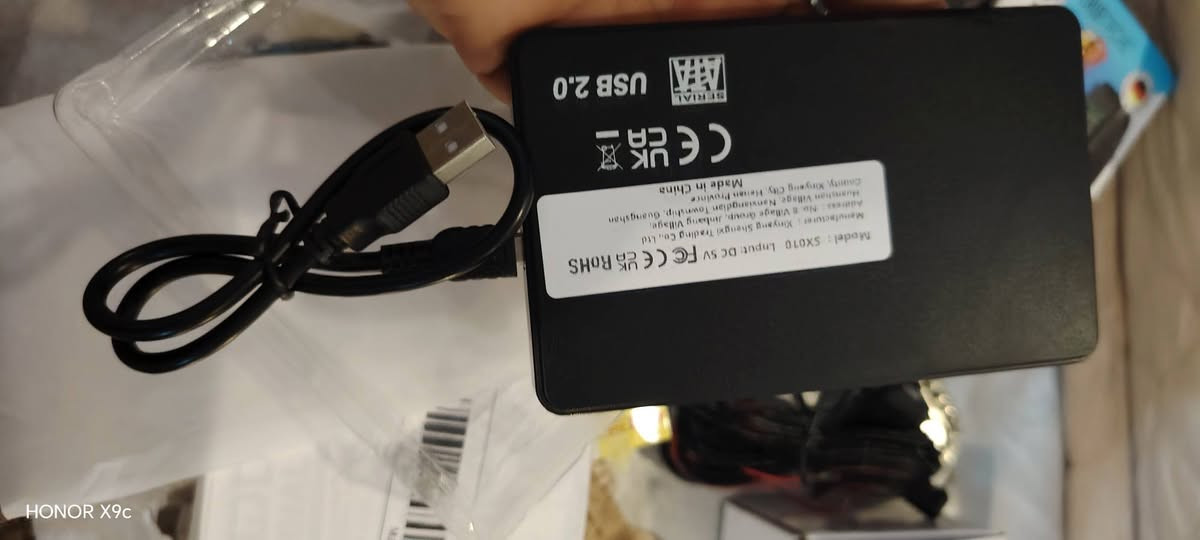 Model: SX010 Lnput: DC 5V FC CE UK CA RoHS
Manufacturer: Xinyang Shengxi Trading Co., Ltd
Address: No. 8 Village Group, Jinbang Village,
Huanshan Village, Nanxiangdian Township, Guangshan
County, Xinyang City, Henan Province
Made in China
CE UK CA
SERIAL ATA USB 2.0
HONOR X9c